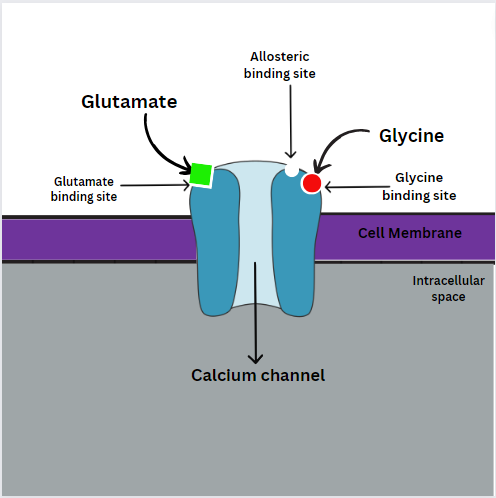 Allosteric
binding site
Glutamate
Glycine
Glutamate
binding site
Glycine
binding site
Cell Membrane
Intracellular
space
Calcium channel